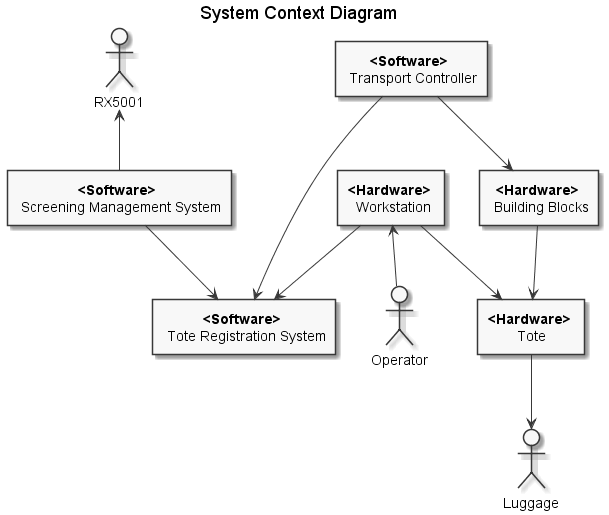 System Context Diagram
RX5001
<Software>
Transport Controller
<Software>
Screening Management System
<Hardware>
Workstation
<Hardware>
Building Blocks
<Software>
Tote Registration System
Operator
<Hardware>
Tote
Luggage